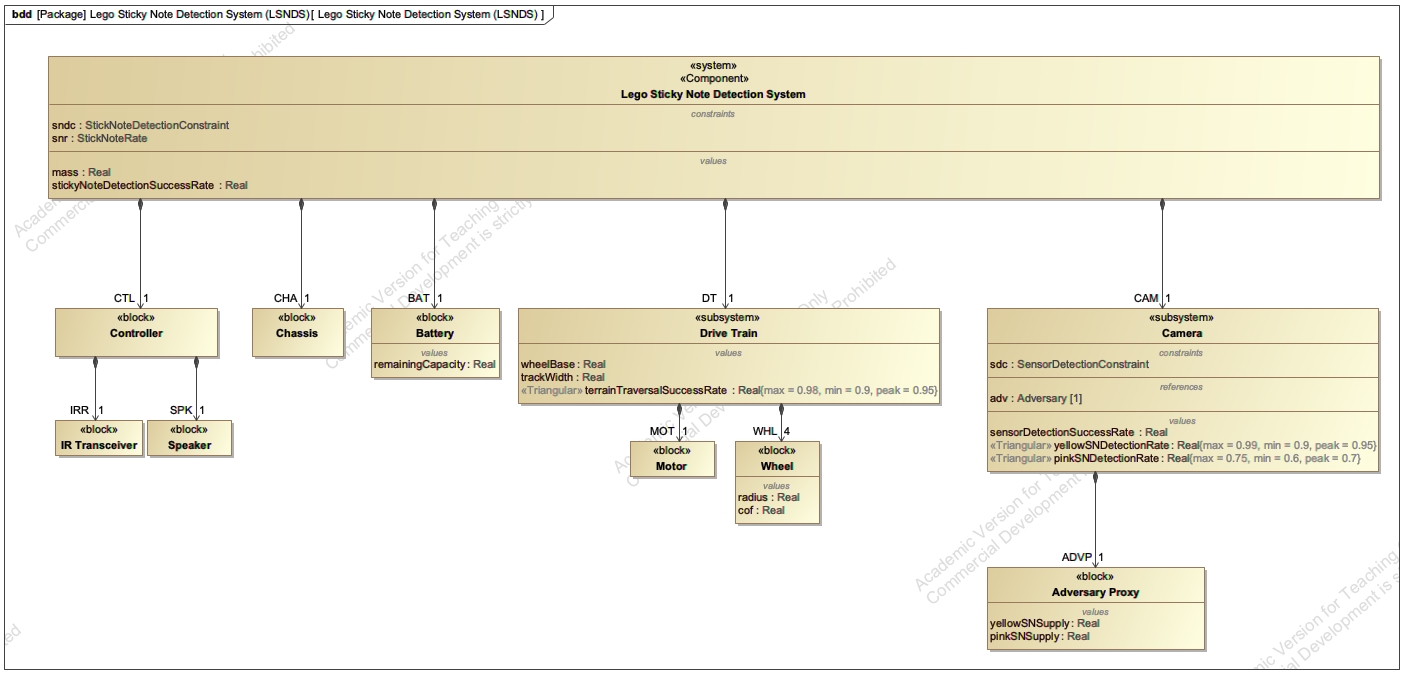 bdd [Package] Lego Sticky Note Detection System (LSNDS)[ Lego Sticky Note Detection System (LSNDS) ]
«system»
«Component»
Lego Sticky Note Detection System
constraints
sndc : StickNoteDetectionConstraint
snr : StickNoteRate
values
mass : Real
stickyNoteDetectionSuccessRate : Real
CTL 1
CHA 1
BAT 1
DT 1
CAM 1
«block»
Controller
«block»
Chassis
«block»
Battery
values
remainingCapacity : Real
«subsystem»
Drive Train
values
wheelBase : Real
trackWidth : Real
«Triangular» terrainTraversalSuccessRate : Real{max = 0.98, min = 0.9, peak = 0.95}
«subsystem»
Camera
constraints
sdc : SensorDetectionConstraint
references
adv : Adversary [1]
values
sensorDetectionSuccessRate : Real
«Triangular» yellowSNDetectionRate : Real{max = 0.99, min = 0.9, peak = 0.95}
«Triangular» pinkSNDetectionRate : Real{max = 0.75, min = 0.6, peak = 0.7}
IRR 1
SPK 1
«block»
IR Transceiver
«block»
Speaker
MOT 1
WHL 4
«block»
Motor
«block»
Wheel
values
radius : Real
cof : Real
ADVP 1
«block»
Adversary Proxy
values
yellowSNSupply : Real
pinkSNSupply : Real
Academic Version for Teaching
Commercial Development is strictly
Prohibited